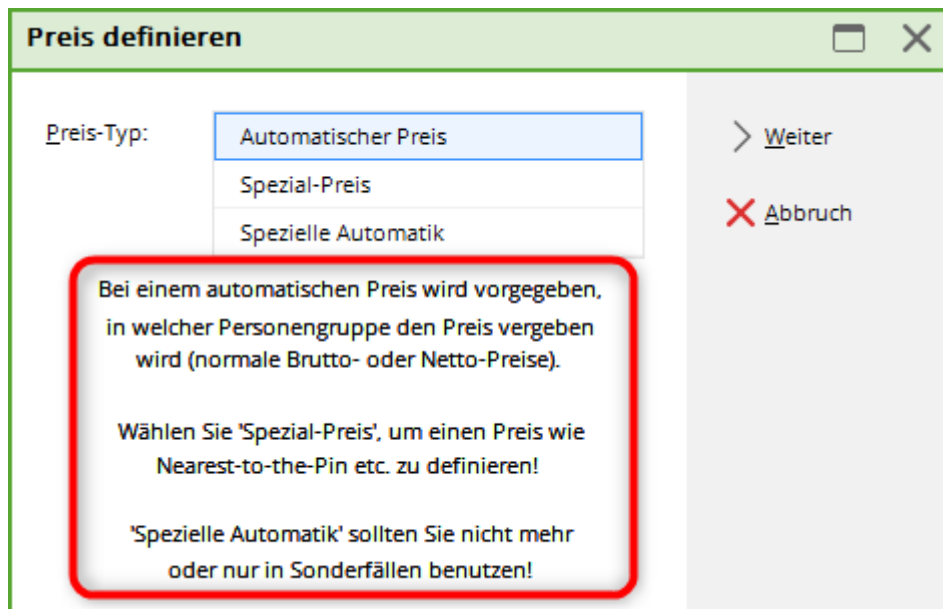 Preis definieren
Preis-Typ:
Automatischer Preis
Spezial-Preis
Spezielle Automatik
Weiter
Abbruch
Bei einem automatischen Preis wird vorgegeben,
in welcher Personengruppe den Preis vergeben
wird (normale Brutto- oder Netto-Preise).
Wählen Sie 'Spezial-Preis', um einen Preis wie
Nearest-to-the-Pin etc. zu definieren!
'Spezielle Automatik' sollten Sie nicht mehr
oder nur in Sonderfällen benutzen!